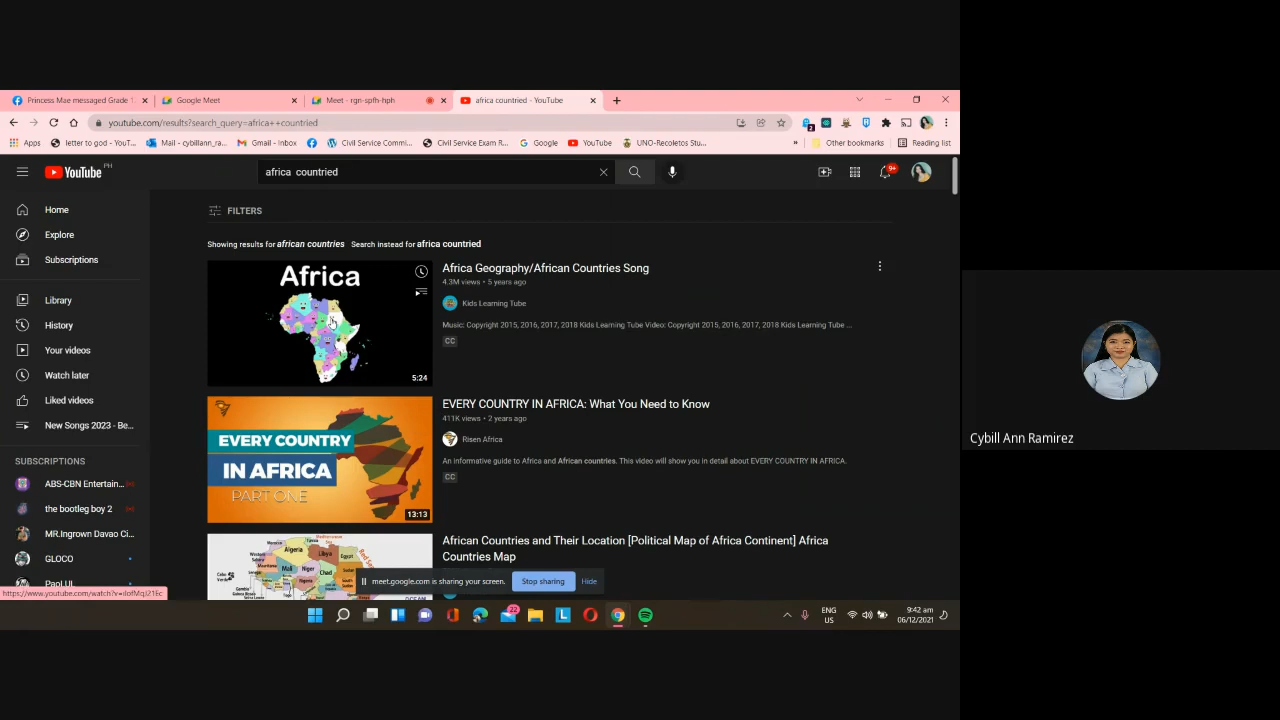 Princess Mae messaged Grade 1
Google Meet
Meet - rgn-spfh-hph
africa countried - YouTube
youtube.com/results?search_query=africa++countried
Apps
letter to god - YouT...
Mail - cybillann_ra...
Gmail - Inbox
Civil Service Commi...
Civil Service Exam R...
Google
YouTube
UNO-Recoletos Stu...
»
Other bookmarks
Reading list
YouTube PH
africa countried
9+
Home
Explore
Subscriptions
Library
History
Your videos
Watch later
Liked videos
New Songs 2023 - Be...
SUBSCRIPTIONS
ABS-CBN Entertain...
the bootleg boy 2
MR.Ingrown Davao Ci...
GLOCO
PaoLUL
FILTERS
Showing results for african countries Search instead for africa countried
Africa
5:24
Africa Geography/African Countries Song
4.3M views • 5 years ago
Kids Learning Tube
Music: Copyright 2015, 2016, 2017, 2018 Kids Learning Tube Video: Copyright 2015, 2016, 2017, 2018 Kids Learning Tube ...
CC
EVERY COUNTRY
IN AFRICA
PART ONE
13:13
EVERY COUNTRY IN AFRICA: What You Need to Know
411K views • 2 years ago
Risen Africa
An informative guide to Africa and African countries. This video will show you in detail about EVERY COUNTRY IN AFRICA.
CC
Algeria
Libya
Egypt
Mali
Niger
Chad
African Countries and Their Location [Political Map of Africa Continent] Africa
Countries Map
meet.google.com is sharing your screen.
Stop sharing
Hide
22
ENG
US
9:42 am
06/12/2021
Cybill Ann Ramirez